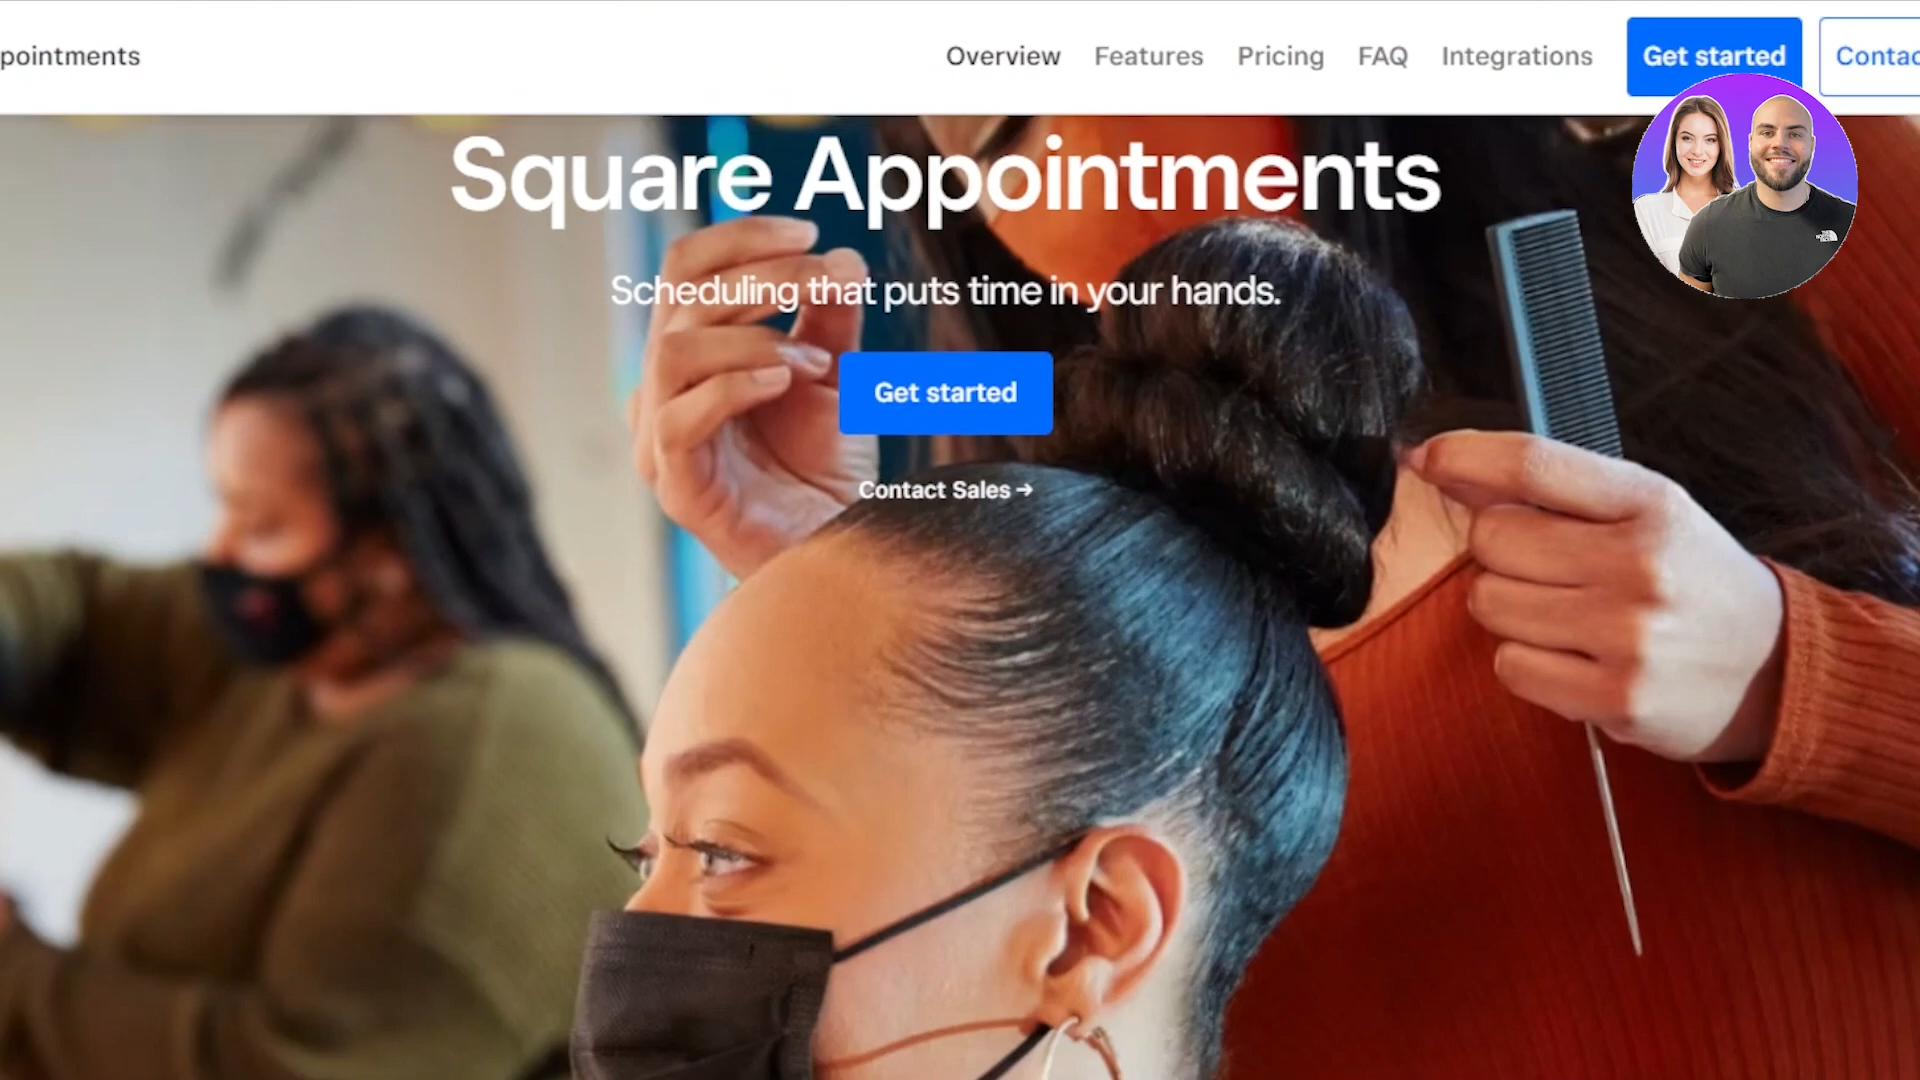 pointments
Overview Features Pricing FAQ Integrations Get started Contac
Square Appointments
Scheduling that puts time in your hands.
Get started
Contact Sales →